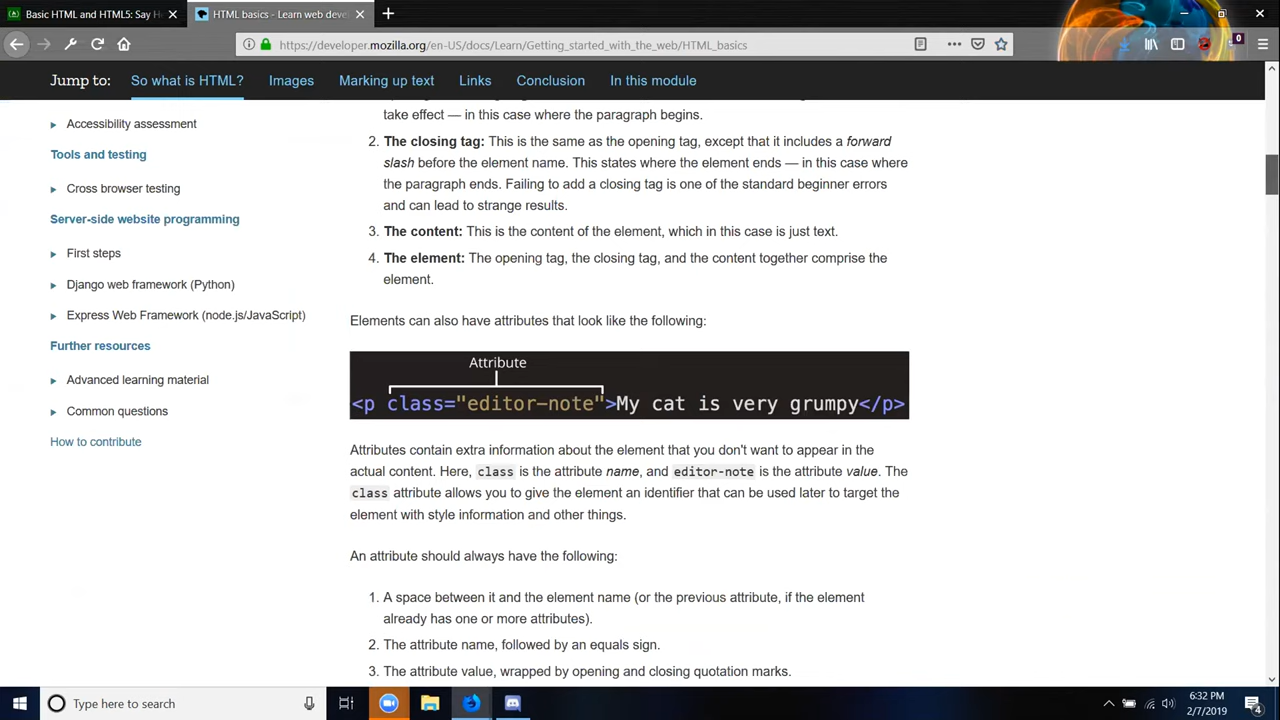 Basic HTML and HTML5: Say H
HTML basics - Learn web deve
https://developer.mozilla.org/en-US/docs/Learn/Getting_started_with_the_web/HTML_basics
0
Jump to:
So what is HTML?
Images
Marking up text
Links
Conclusion
In this module
Accessibility assessment
Tools and testing
Cross browser testing
Server-side website programming
First steps
Django web framework (Python)
Express Web Framework (node.js/JavaScript)
Further resources
Advanced learning material
Common questions
How to contribute
take effect — in this case where the paragraph begins.
2. The closing tag: This is the same as the opening tag, except that it includes a forward
slash before the element name. This states where the element ends — in this case where
the paragraph ends. Failing to add a closing tag is one of the standard beginner errors
and can lead to strange results.
3. The content: This is the content of the element, which in this case is just text.
4. The element: The opening tag, the closing tag, and the content together comprise the
element.
Elements can also have attributes that look like the following:
Attribute
<p class="editor-note">My cat is very grumpy</p>
Attributes contain extra information about the element that you don't want to appear in the
actual content. Here, class is the attribute name, and editor-note is the attribute value. The
class attribute allows you to give the element an identifier that can be used later to target the
element with style information and other things.
An attribute should always have the following:
1. A space between it and the element name (or the previous attribute, if the element
already has one or more attributes).
2. The attribute name, followed by an equals sign.
3. The attribute value, wrapped by opening and closing quotation marks.
Type here to search
6:32 PM
2/7/2019
4